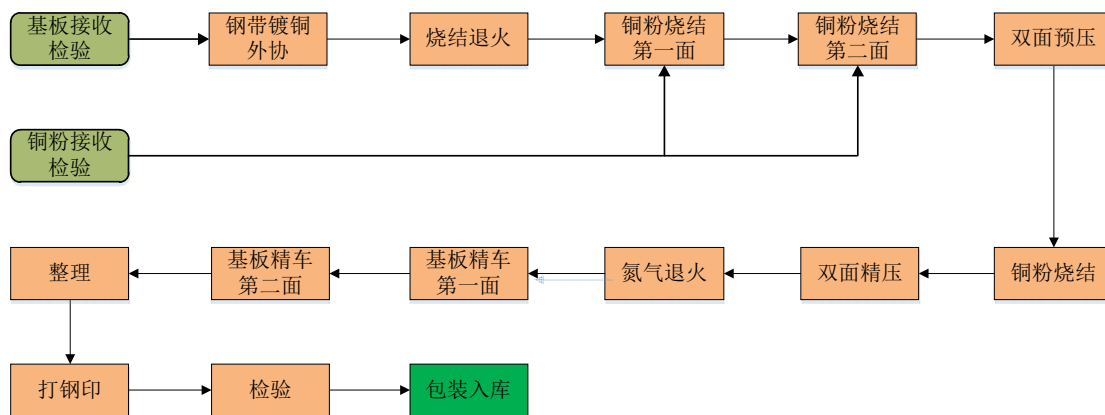 基板接收
检验
钢带镀铜
外协
烧结退火
铜粉烧结
第一面
铜粉烧结
第二面
双面预压
铜粉接收
检验
整理
基板精车
第二面
基板精车
第一面
氮气退火
双面精压
铜粉烧结
打钢印
检验
包装入库